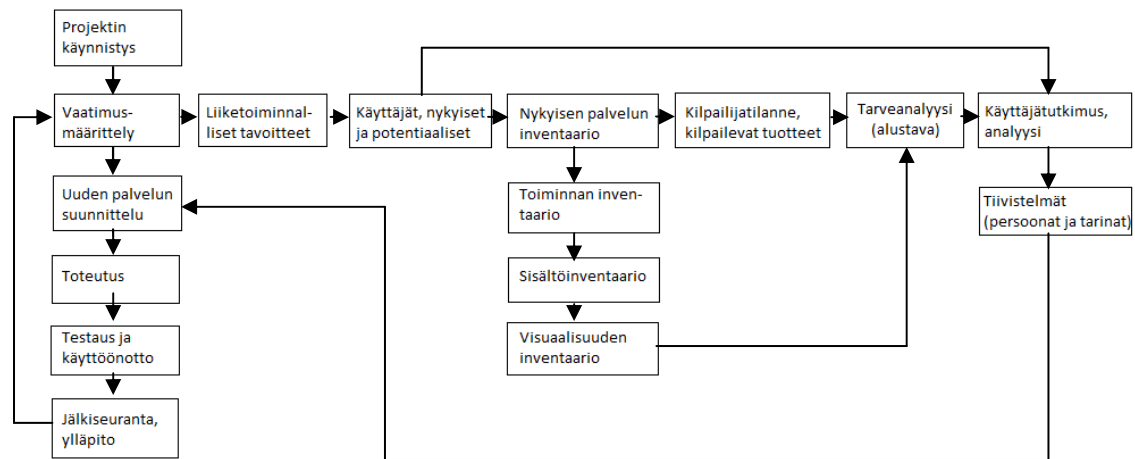 Projektin
käynnistys
Vaatimus-
määrittely
Liiketoiminnal-
liset tavoitteet
Käyttäjät, nykyiset
ja potentiaaliset
Nykyisen palvelun
inventaario
Kilpailijatilanne,
kilpailevat tuotteet
Tarveanalyysi
(alustava)
Käyttäjätutkimus,
analyysi
Uuden palvelun
suunnittelu
Toiminnan inven-
taario
Tiivistelmät
(persoonat ja tarinat)
Toteutus
Sisältöinventaario
Testaus ja
käyttöönotto
Visuaalisuuden
inventaario
Jälkiseuranta,
ylläpito